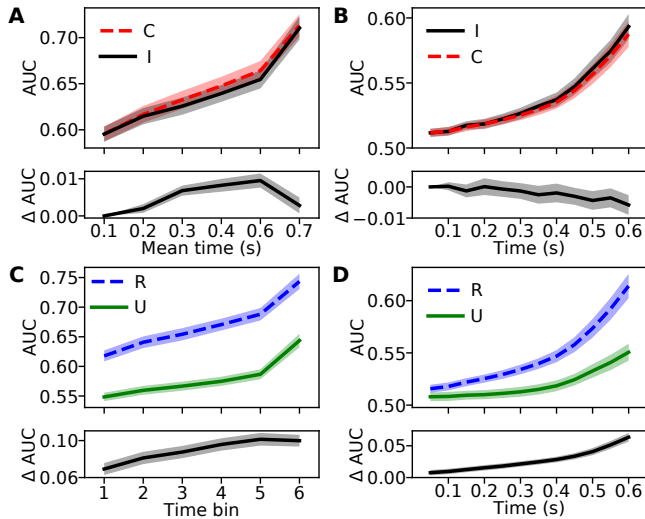 A
C
I
AUC
0.70
0.65
0.60
Δ AUC
0.01
0.00
0.1 0.2 0.3 0.4 0.6 0.7
Mean time (s)
B
I
C
AUC
0.60
0.55
0.50
Δ AUC
0.00
−0.01
0.1 0.2 0.3 0.4 0.5 0.6
Time (s)
C
R
U
AUC
0.75
0.70
0.65
0.60
0.55
Δ AUC
0.10
0.06
1 2 3 4 5 6
Time bin
D
R
U
AUC
0.60
0.55
0.50
Δ AUC
0.05
0.00
0.1 0.2 0.3 0.4 0.5 0.6
Time (s)